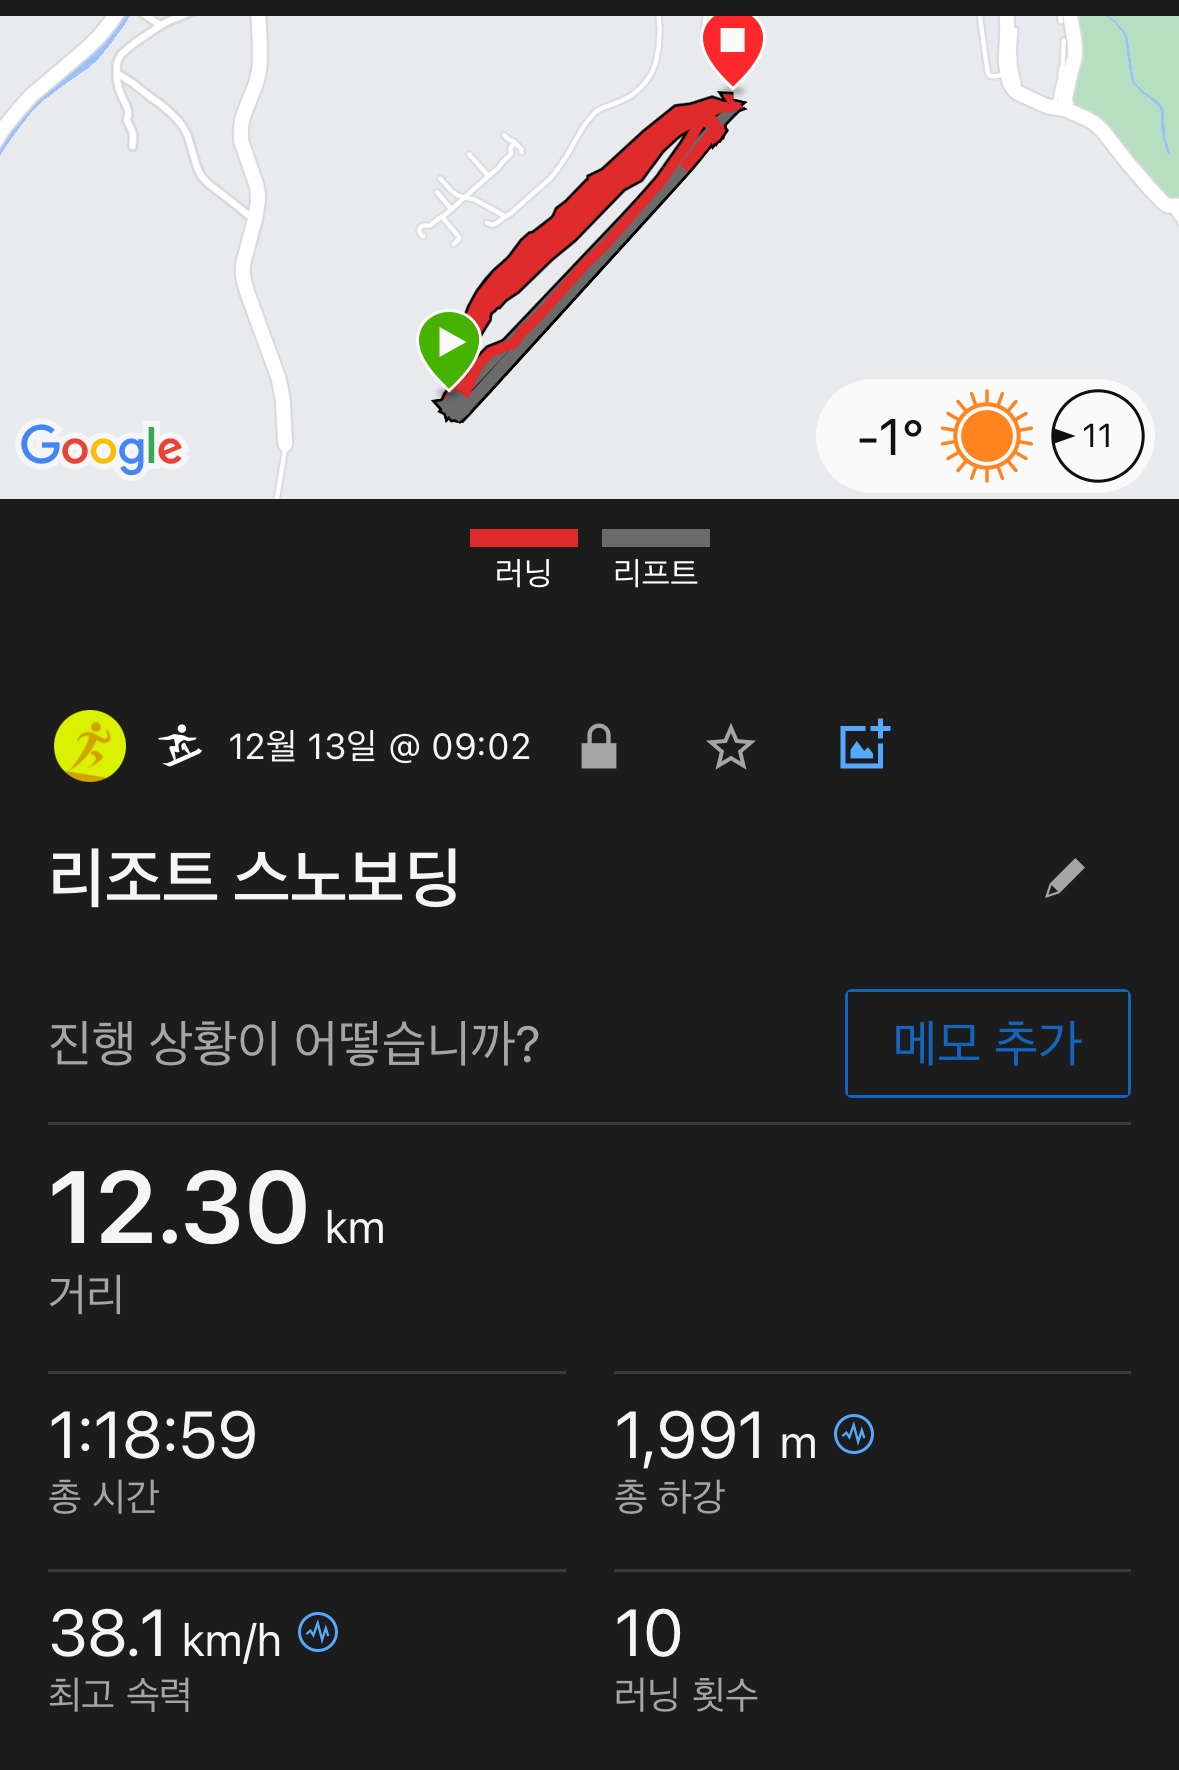 Google
-1°
11
러닝
리프트
12월 13일 @ 09:02
리조트 스노보딩
진행 상황이 어떻습니까?
메모 추가
12.30 km
거리
1:18:59
총 시간
1,991 m
총 하강
38.1 km/h
최고 속력
10
러닝 횟수